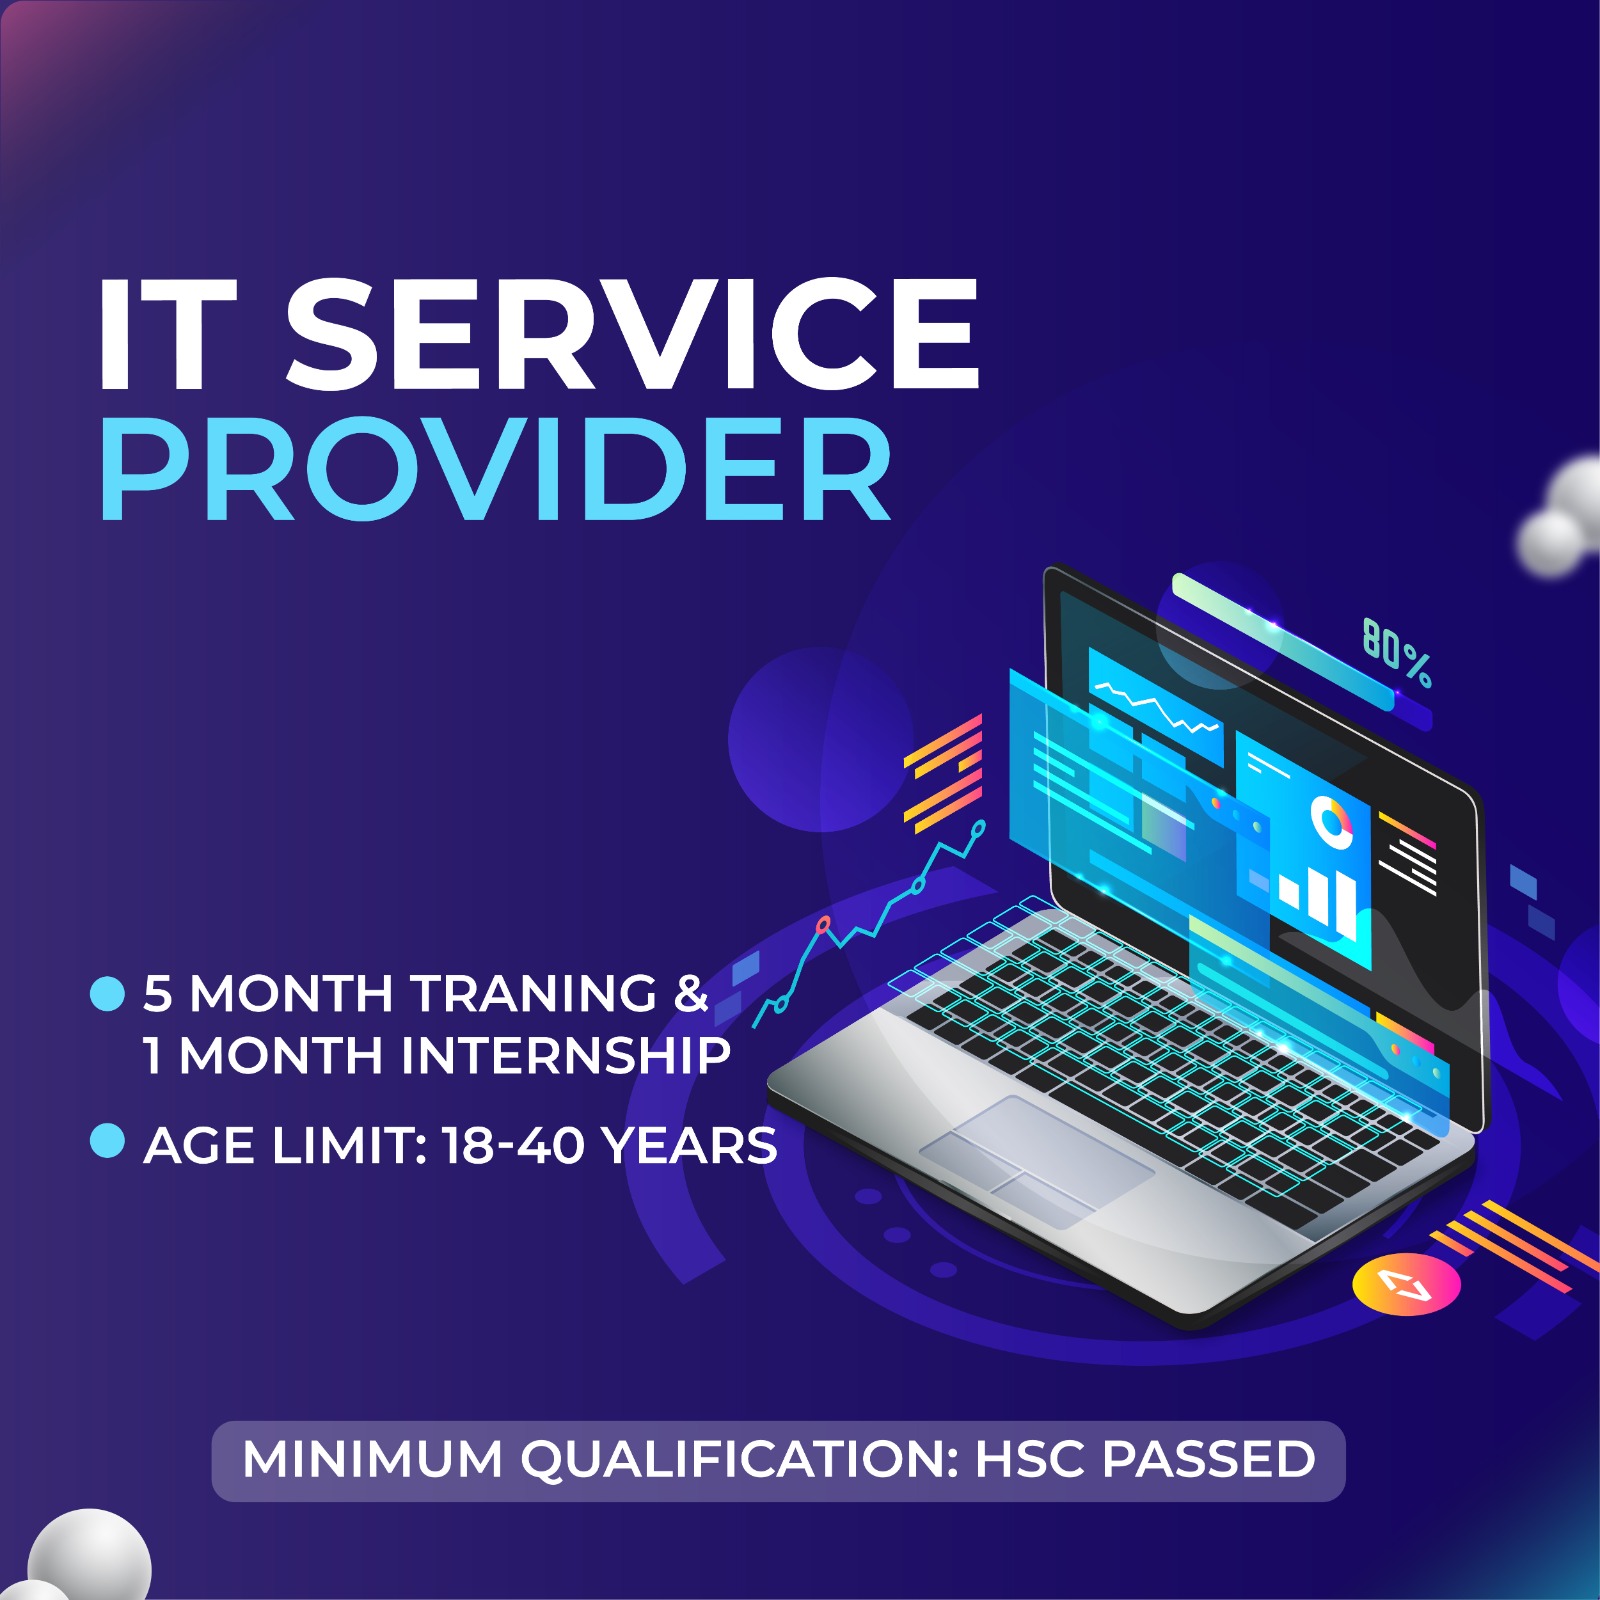 IT SERVICE
PROVIDER
80%
5 MONTH TRANING &
1 MONTH INTERNSHIP
AGE LIMIT: 18-40 YEARS
MINIMUM QUALIFICATION: HSC PASSED